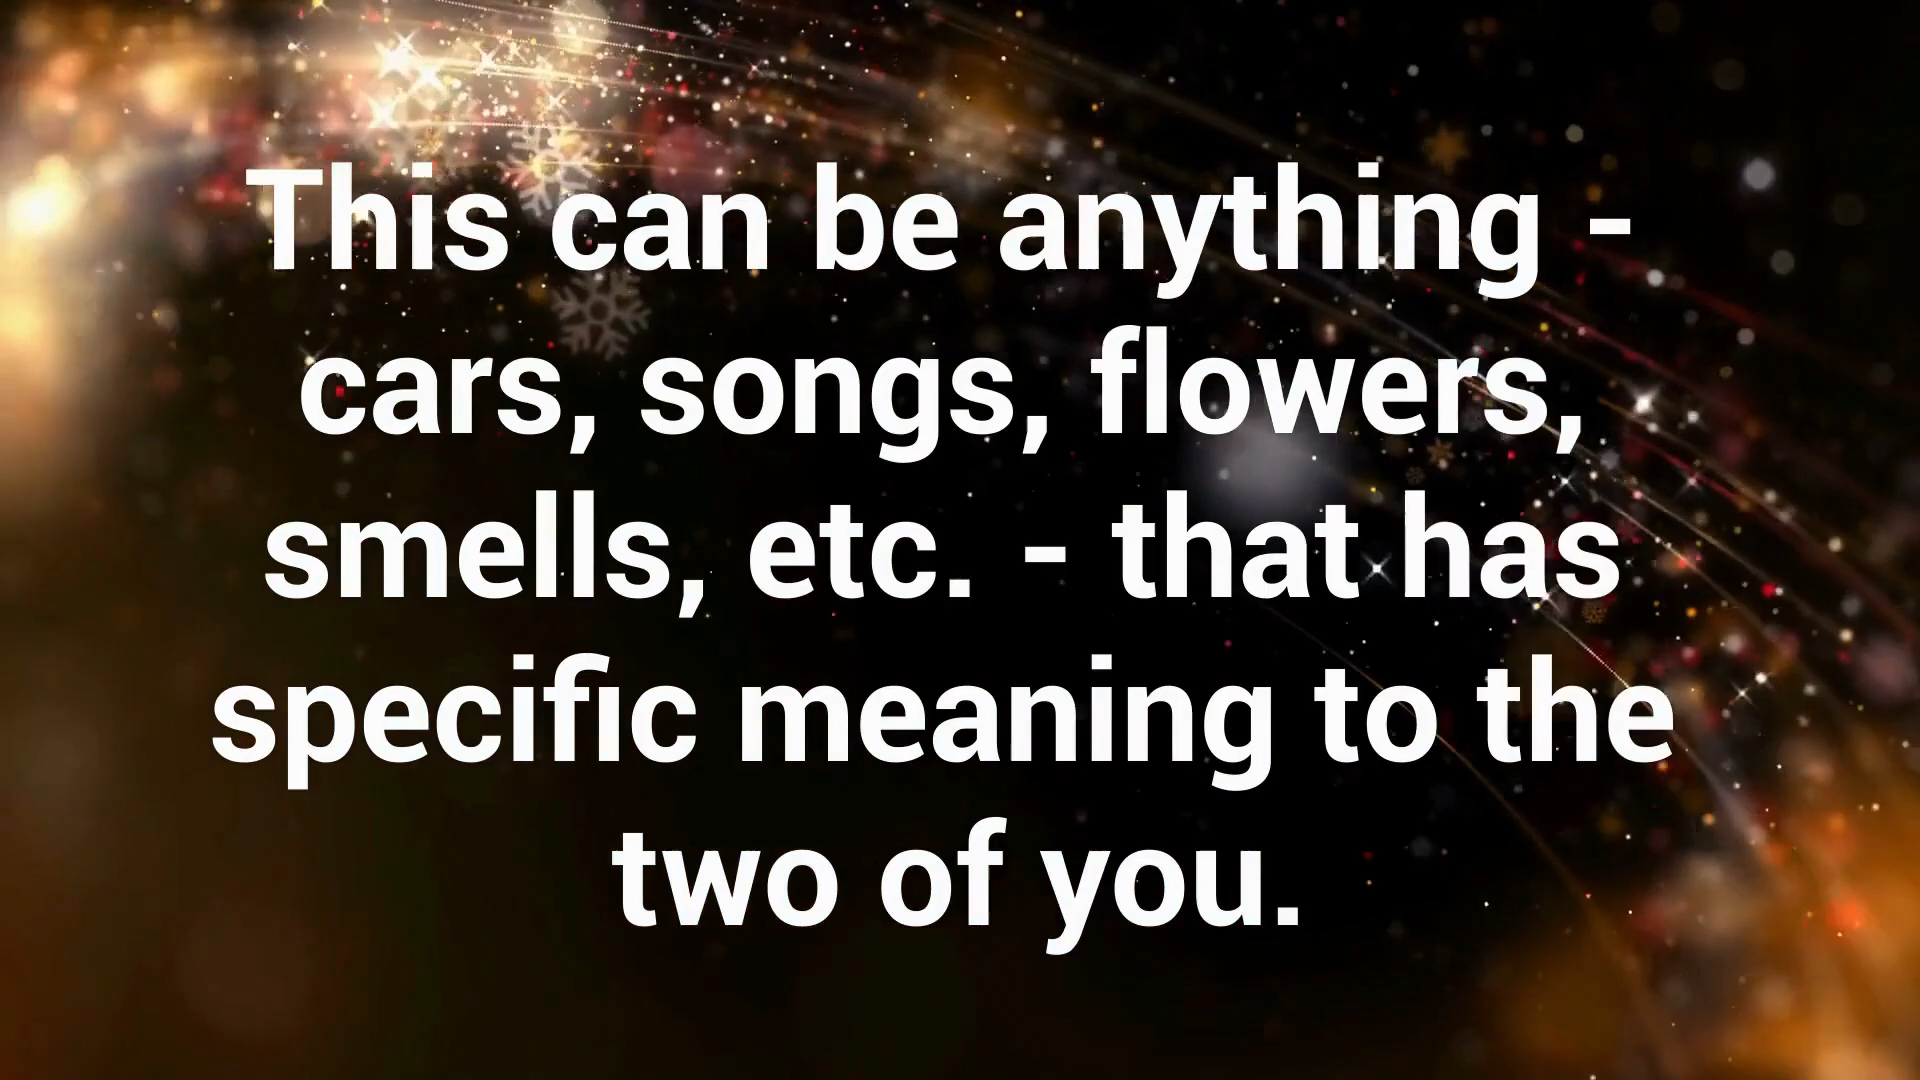 This can be anything -
cars, songs, flowers,
smells, etc. - that has
specific meaning to the
two of you.